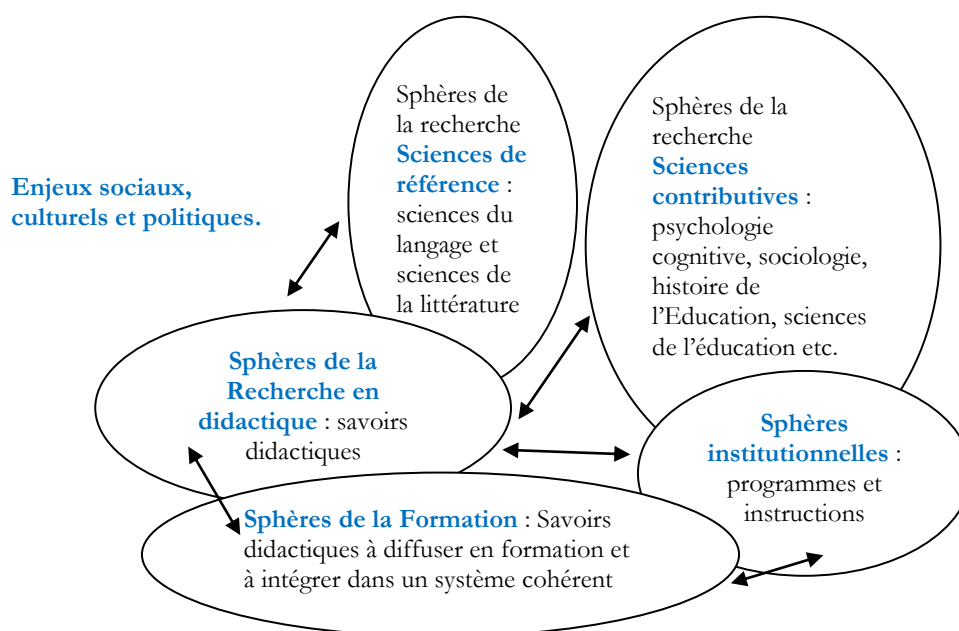 Enjeux sociaux,
culturels et politiques.
Sphères de
la recherche
Sciences de
référence :
sciences du
langage et
sciences de
la littérature
Sphères de la
recherche
Sciences
contributives :
psychologie
cognitive, sociologie,
histoire de
l’Education, sciences
de l’éducation etc.
Sphères de la
Recherche en
didactique : savoirs
didactiques
Sphères
institutionnelles :
programmes et
instructions
Sphères de la Formation : Savoirs
didactiques à diffuser en formation et
à intégrer dans un système cohérent